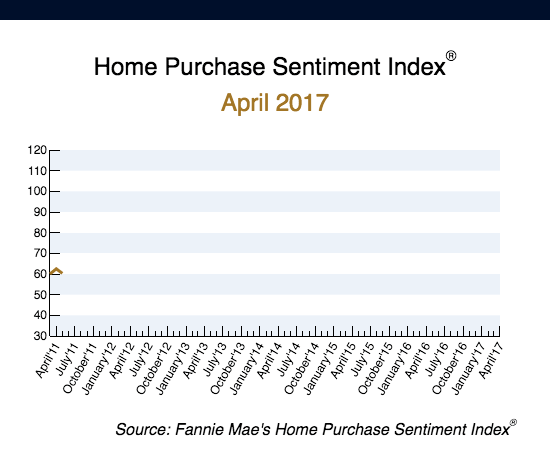 Home Purchase Sentiment Index®
April 2017
120
110
100
90
80
70
60
50
40
30
April'11
July'11
October'11
January'12
April'12
July'12
October'12
January'13
April'13
July'13
October'13
January'14
April'14
July'14
October'14
January'15
April'15
July'15
October'15
January'16
April'16
July'16
October'16
January'17
April'17
Source: Fannie Mae's Home Purchase Sentiment Index®